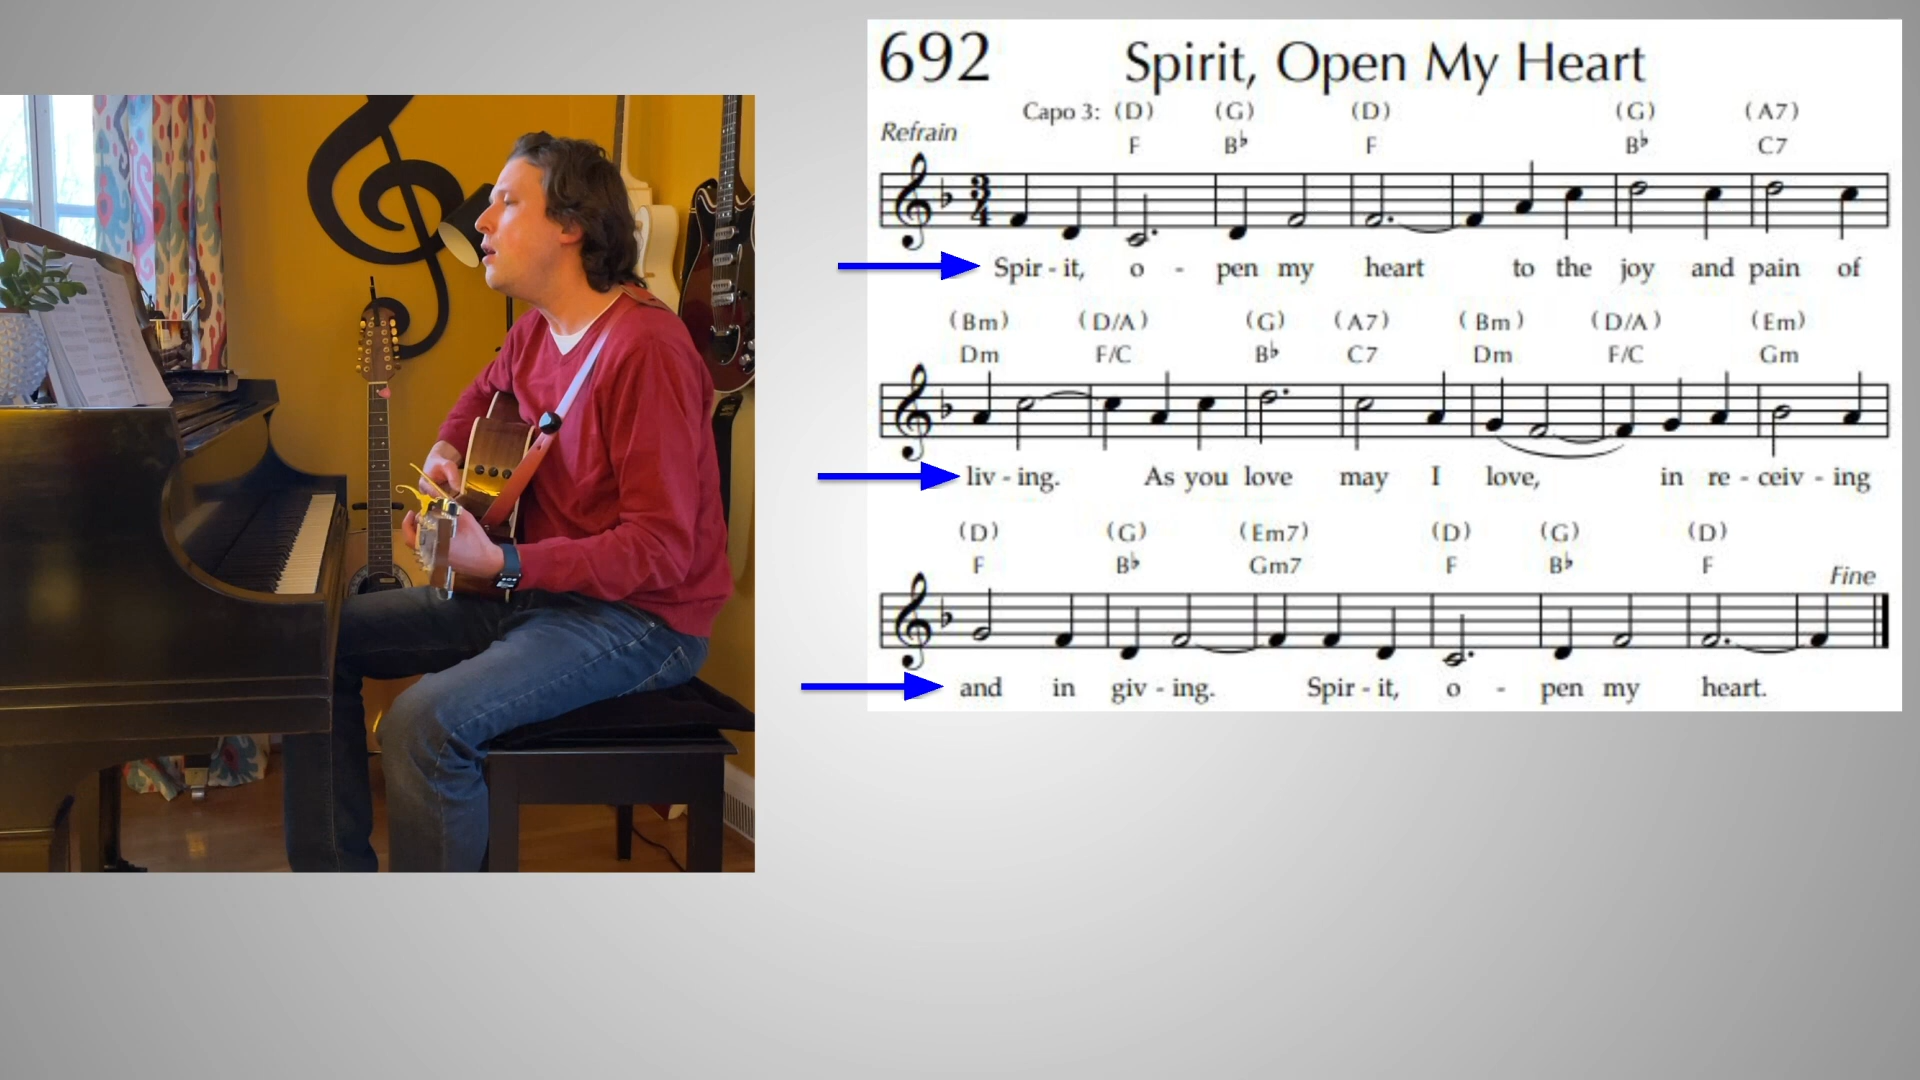 692 Spirit, Open My Heart
Capo 3: (D) (G) (D) (G) (A7)
Refrain
F B♭ F B♭ C7
3
4
Spir - it, o - pen my heart to the joy and pain of
(Bm) (D/A) (G) (A7) (Bm) (D/A) (Em)
Dm F/C B♭ C7 Dm F/C Gm
liv - ing. As you love may I love, in re - ceiv - ing
(D) (G) (Em7) (D) (G) (D)
F B♭ Gm7 F B♭ F Fine
and in giv - ing. Spir - it, o - pen my heart.